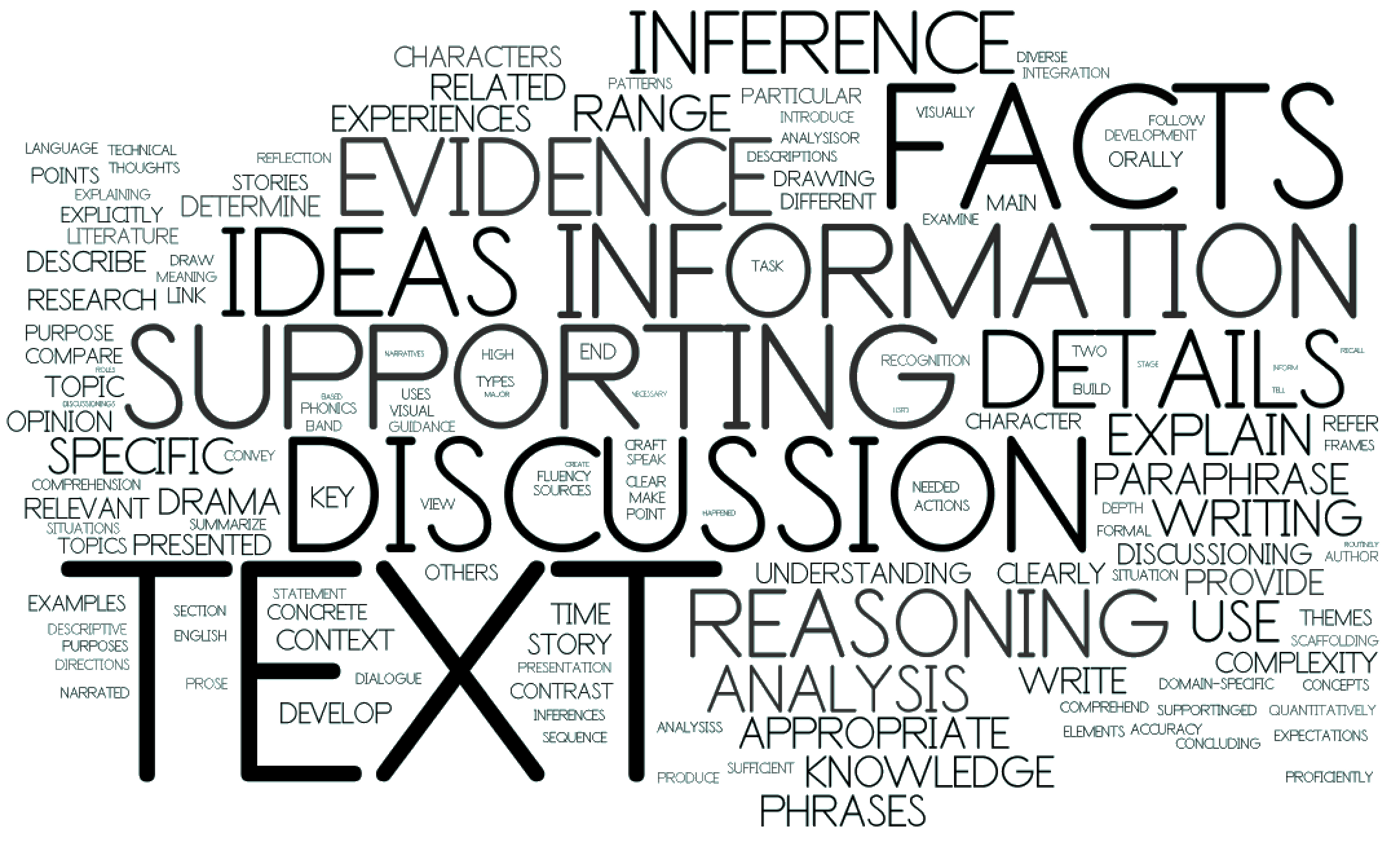 INFERENCE
CHARACTERS
DIVERSE
INTEGRATION
RELATED
PATTERNS
EXPERIENCES
RANGE
PARTICULAR
INTRODUCE
FACTS
VISUALLY
FOLLOW
DEVELOPMENT
ORALLY
LANGUAGE
TECHNICAL
POINTS
THOUGHTS
REFLECTION
EVIDENCE
ANALYSISOR
DESCRIPTIONS
DRAWING
DIFFERENT
MAIN
EXAMINE
EXPLAINING
STORIES
EXPLICITLY
DETERMINE
LITERATURE
DESCRIBE
DRAW
MEANING
RESEARCH
LINK
IDEAS
INFORMATION
TASK
PURPOSE
COMPARE
TOPIC
DISCUSSIONINGS
OPINION
SUPPORTING
NARRATIVES
HIGH
TYPES
MAJOR
END
NECESSARY
RECOGNITION
BASED
PHONICS
BAND
USES
VISUAL
GUIDANCE
DETAILS
TWO
BUILD
STAGE
INFORM
TELL
RECALL
CHARACTER
EXPLAIN
REFER
FRAMES
SPECIFIC
CONVEY
COMPREHENSION
RELEVANT
DRAMA
SITUATIONS
SUMMARIZE
TOPICS
PRESENTED
DISCUSSION
KEY
VIEW
CREATE
FLUENCY
SOURCES
CRAFT
SPEAK
CLEAR
MAKE
POINT
HAPPENED
NEEDED
ACTIONS
PARAPHRASE
DEPTH
FORMAL
WRITING
DISCUSSIONING
ROUTINELY
AUTHOR
TEXT
OTHERS
UNDERSTANDING
CLEARLY
SITUATION
PROVIDE
EXAMPLES
DESCRIPTIVE
PURPOSES
DIRECTIONS
NARRATED
SECTION
ENGLISH
PROSE
STATEMENT
CONCRETE
CONTEXT
DIALOGUE
DEVELOP
TIME
STORY
PRESENTATION
CONTRAST
INFERENCES
SEQUENCE
REASONING
USE
THEMES
SCAFFOLDING
COMPLEXITY
ANALYSIS
WRITE
DOMAIN-SPECIFIC
CONCEPTS
COMPREHEND
SUPPORTINGED
QUANTITATIVELY
ANALYSISS
APPROPRIATE
ELEMENTS
ACCURACY
CONCLUDING
EXPECTATIONS
PRODUCE
SUFFICIENT
KNOWLEDGE
PROFICIENTLY
PHRASES